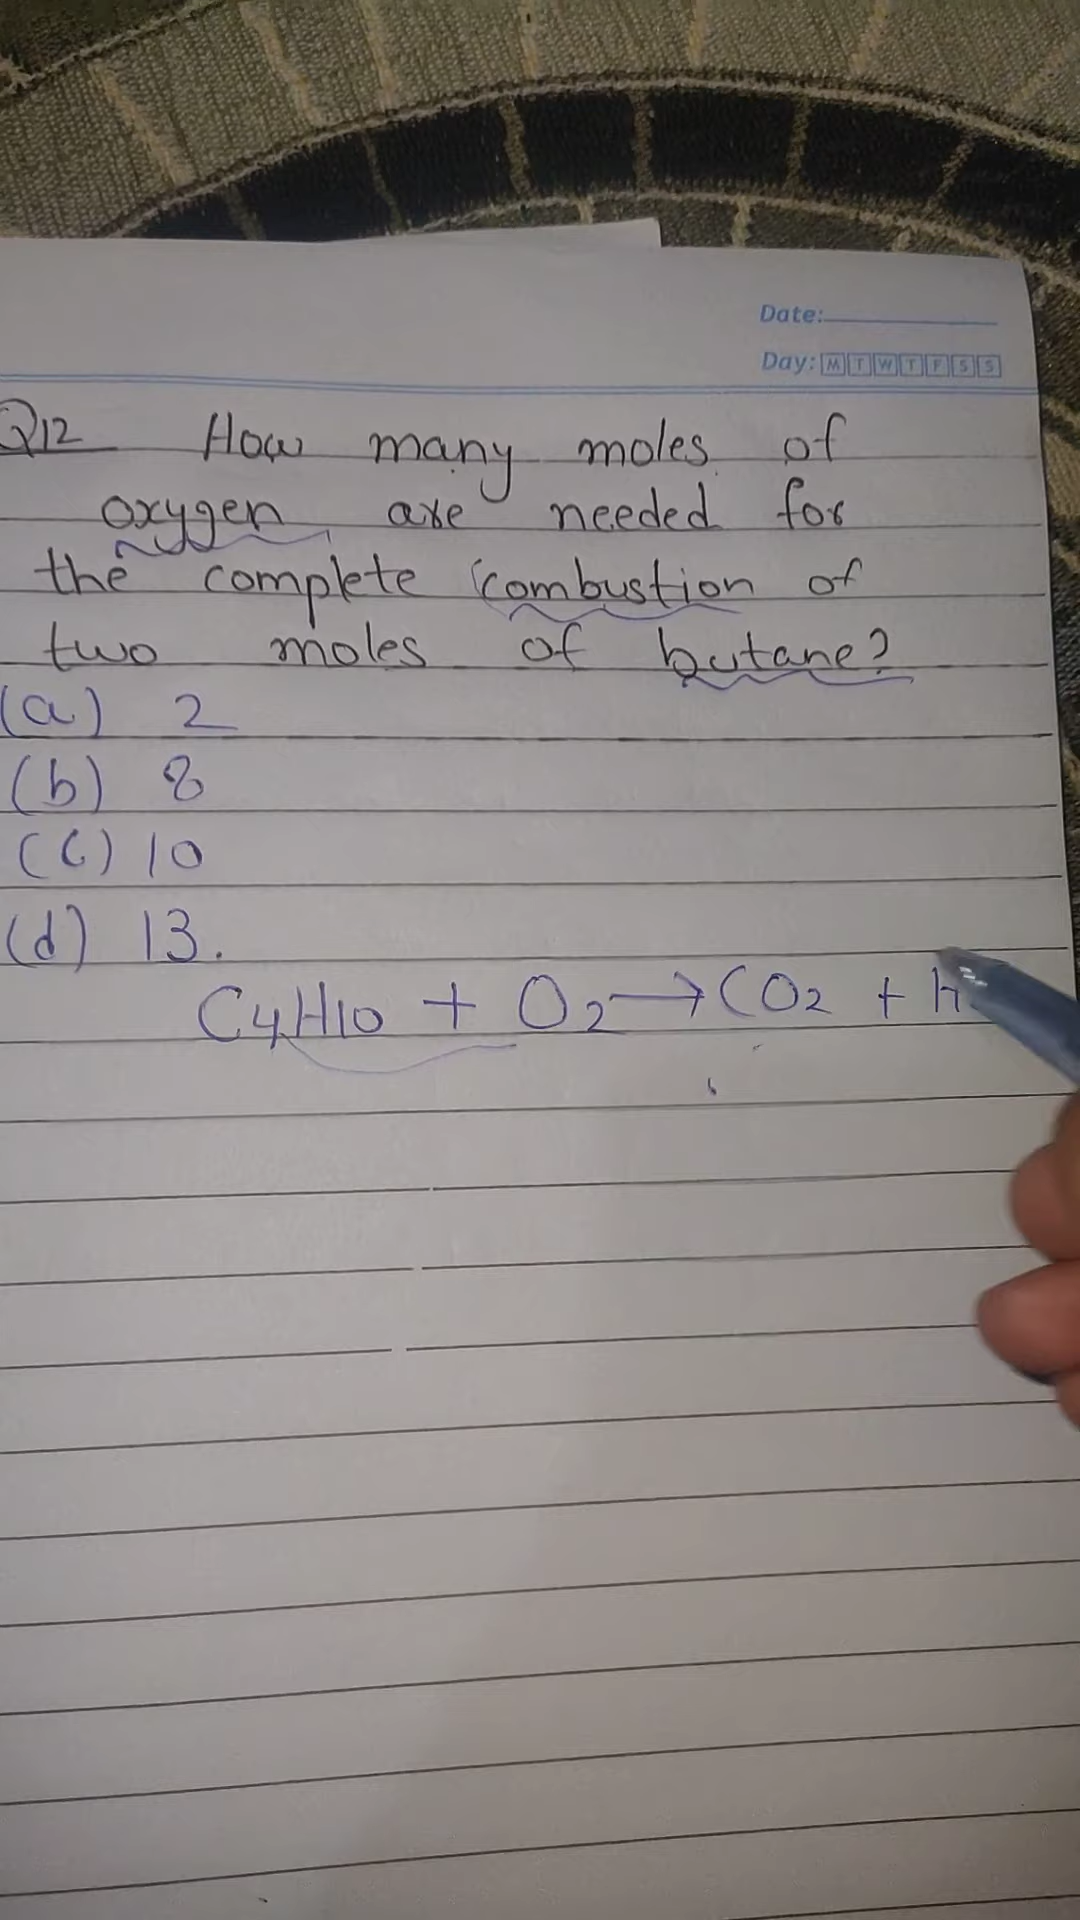 Date:
Day: M T W T F S S
Q12 How many moles of
oxygen are needed for
the complete combustion of
two moles of butane?
(a) 2
(b) 8
(c) 10
(d) 13.
C4H10 + O2 → CO2 + H